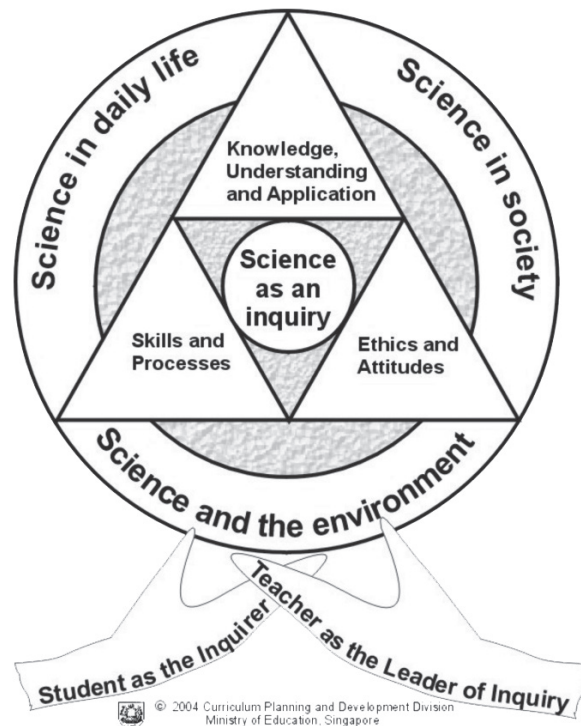 Science in daily life
Science in society
Knowledge,
Understanding
and Application
Science
as an
inquiry
Skills and
Processes
Ethics and
Attitudes
Science and the environment
Student as the Inquirer
Teacher as the Leader of Inquiry
© 2004 Curriculum Planning and Development Division
Ministry of Education, Singapore